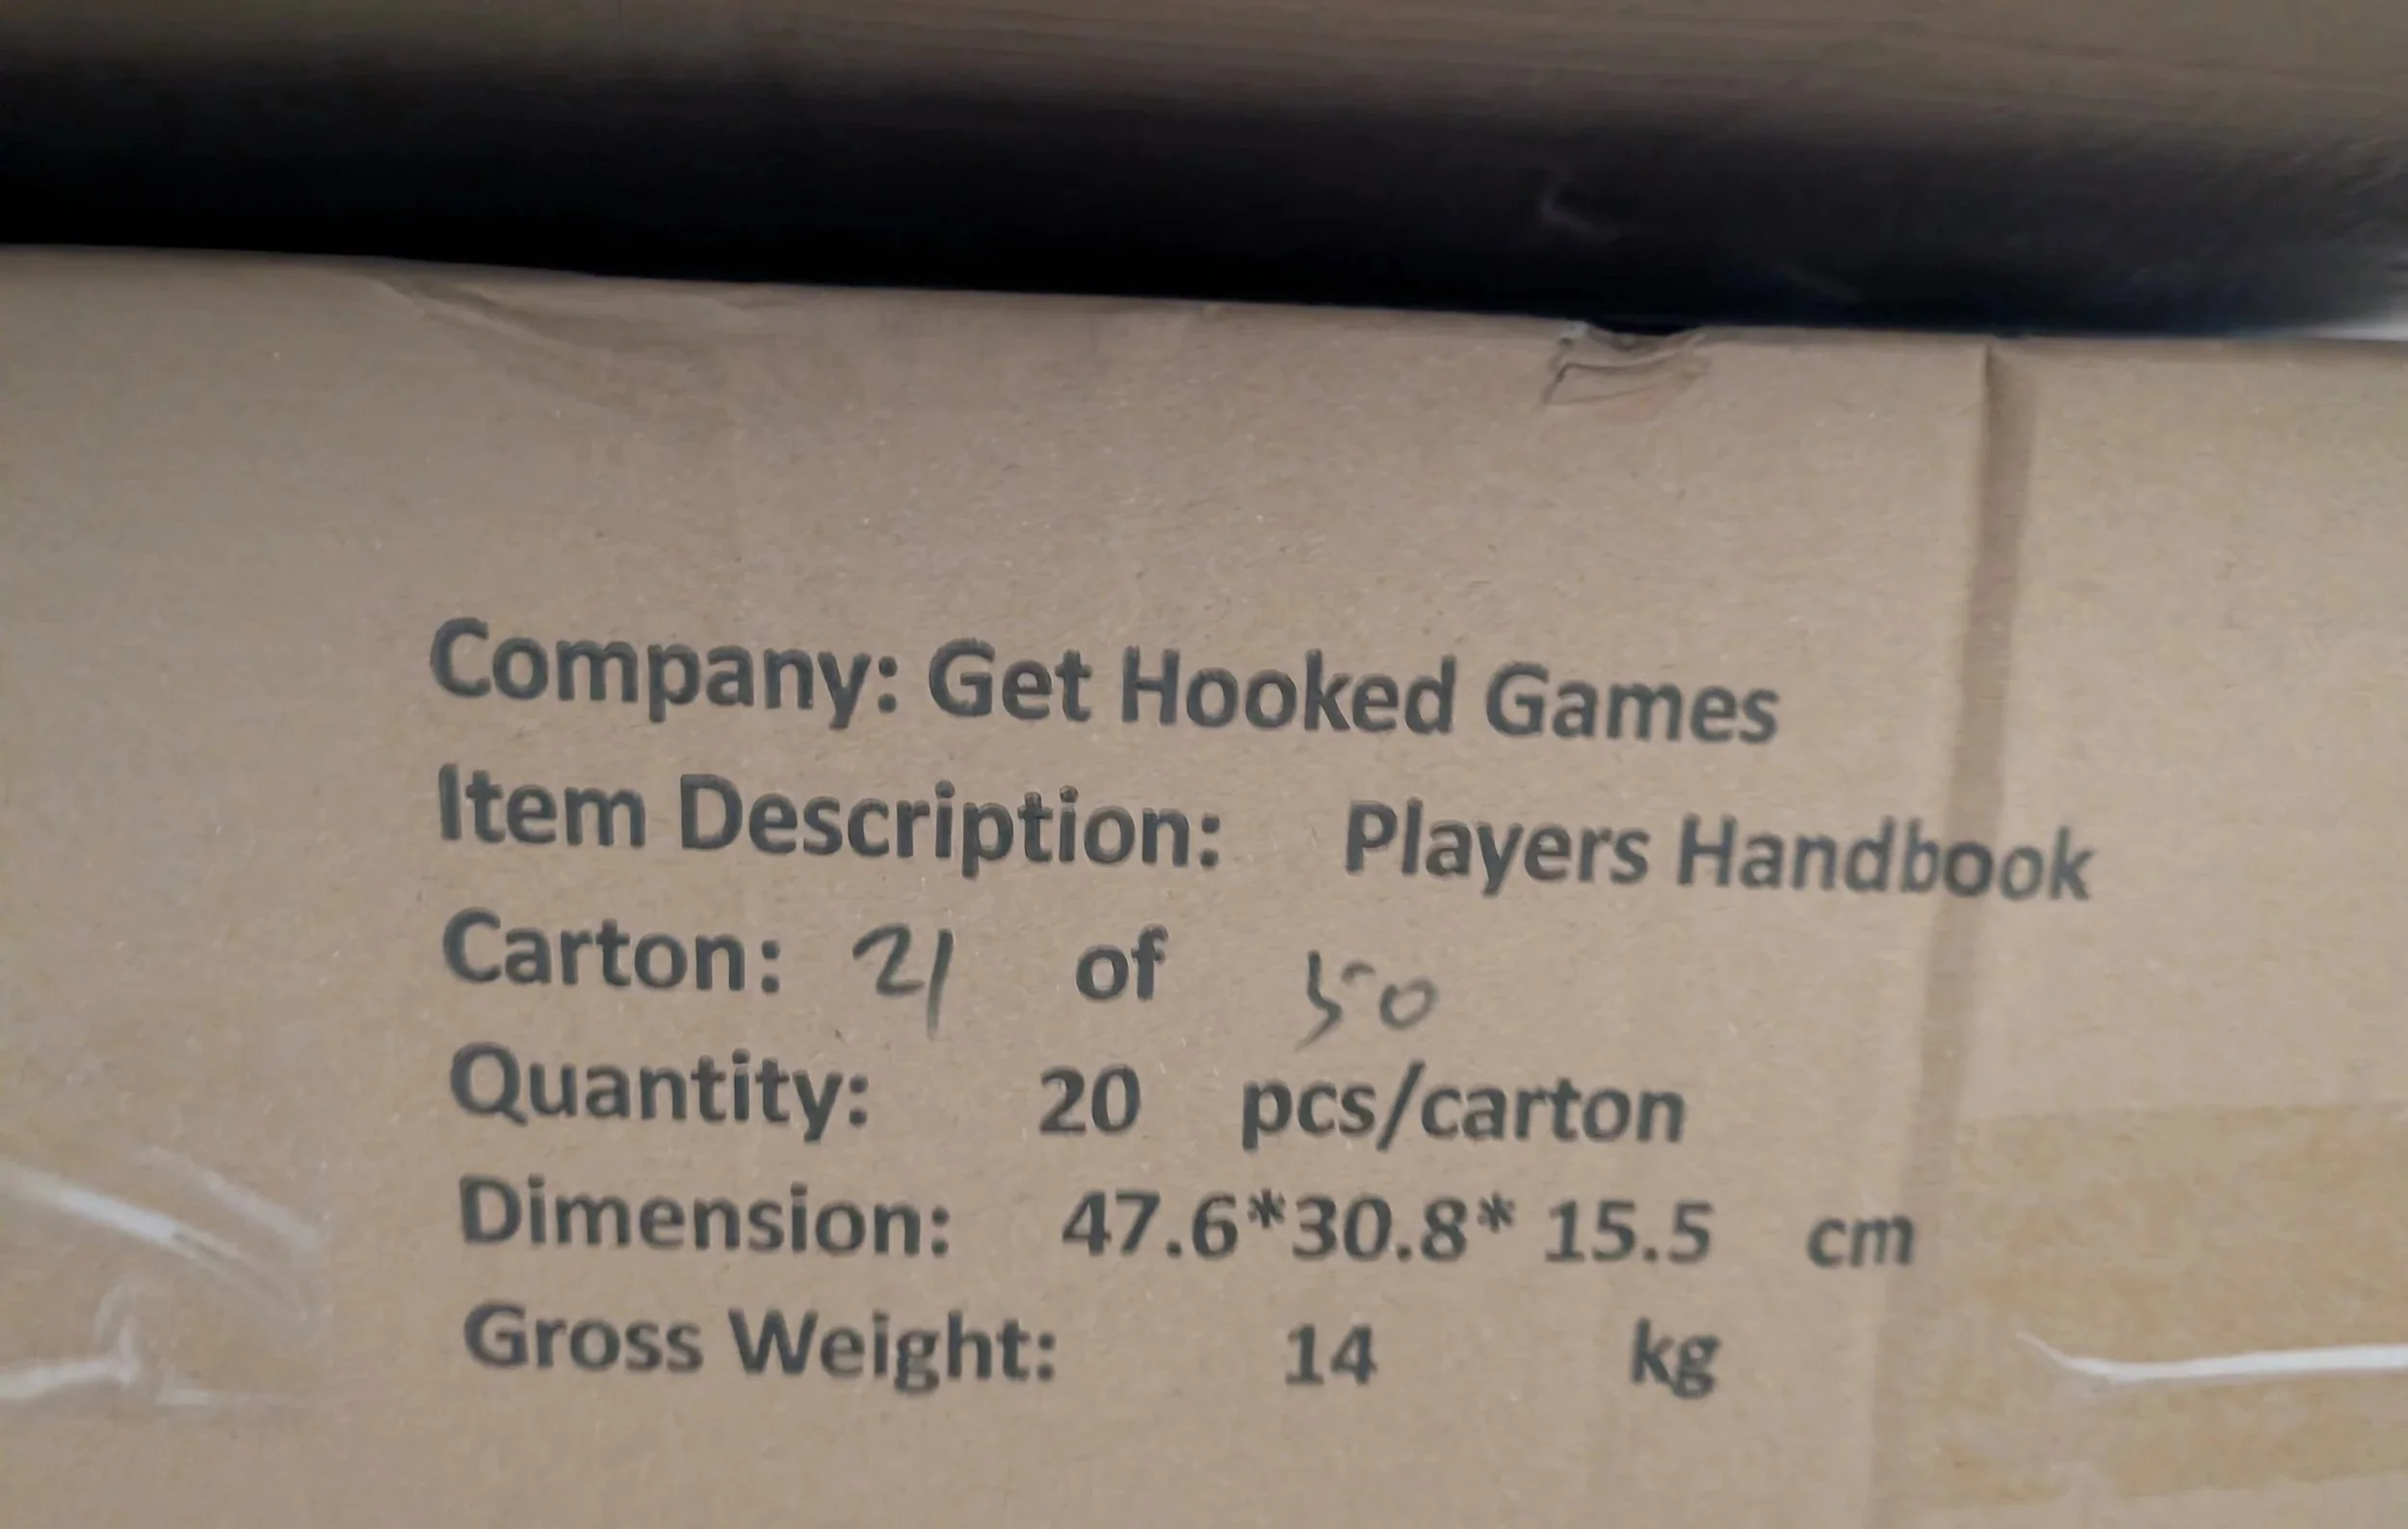 Company: Get Hooked Games
Item Description: Players Handbook
Carton: 21 of 50
Quantity: 20 pcs/carton
Dimension: 47.6*30.8* 15.5 cm
Gross Weight: 14 kg